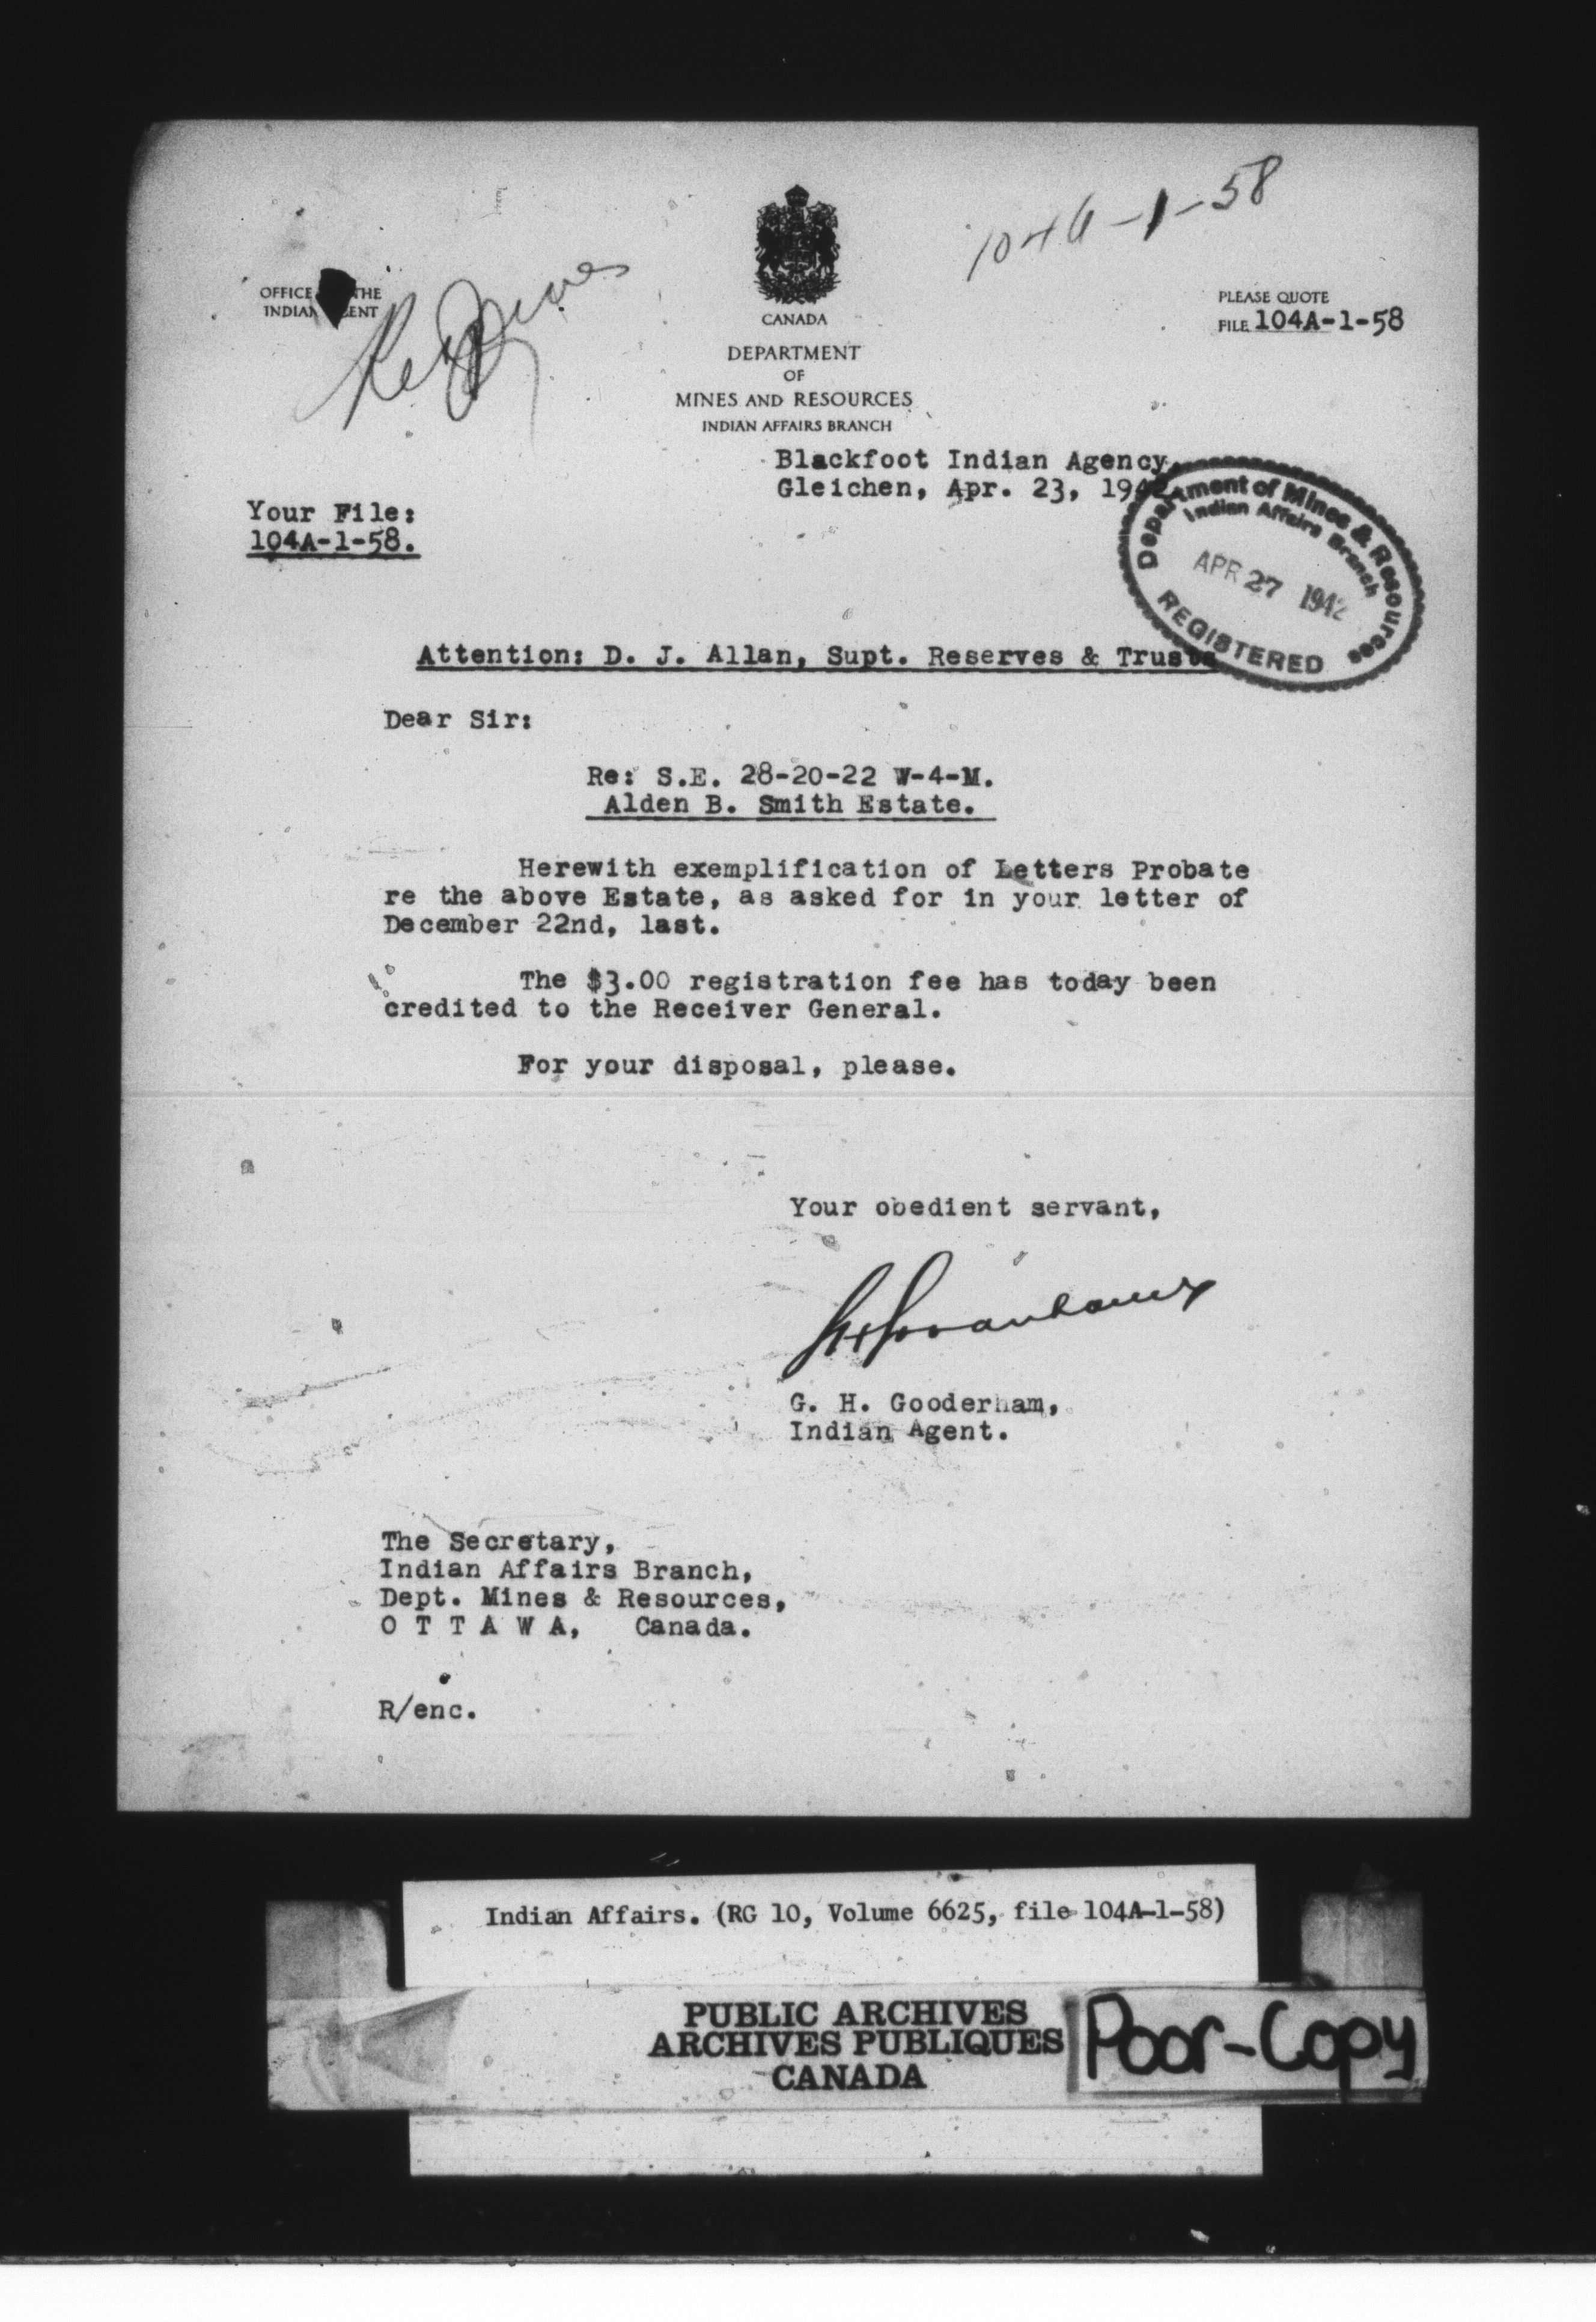 104A-1-58
OFFICE THE
INDIAN ENT
CANADA
PLEASE QUOTE
FILE 104A-1-58
DEPARTMENT
OF
MINES AND RESOURCES
INDIAN AFFAIRS BRANCH
Blackfoot Indian Agency,
Gleichen, Apr. 23, 1942
Your File:
104A-1-58.
Department of Mines & Resources
Indian Affairs Branch
APR 27 1942
REGISTERED
Attention: D. J. Allan, Supt. Reserves & Trusts
Dear Sir:
Re: S.E. 28-20-22 W-4-M.
Alden B. Smith Estate.
Herewith exemplification of Letters Probate
re the above Estate, as asked for in your letter of
December 22nd, last.
The $3.00 registration fee has today been
credited to the Receiver General.
For your disposal, please.
Your obedient servant,
G. H. Gooderham,
Indian Agent.
The Secretary,
Indian Affairs Branch,
Dept. Mines & Resources,
O T T A W A, Canada.
R/enc.
Indian Affairs. (RG 10, Volume 6625, file 104A-1-58)
PUBLIC ARCHIVES
ARCHIVES PUBLIQUES
CANADA
Poor-Copy